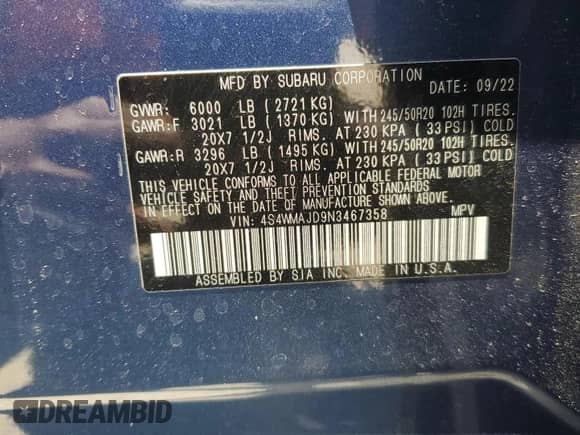 MFD BY SUBARU CORPORATION DATE: 09/22
GVWR: 6000 LB (2721 KG)
GAWR:F 3021 LB (1370 KG) WITH 245/50R20 102H TIRES.
20X7 1/2J RIMS. AT 230 KPA (33 PSI) COLD
GAWR:R 3296 LB (1495 KG) WITH 245/50R20 102H TIRES.
20X7 1/2J RIMS. AT 230 KPA (33 PSI) COLD
THIS VEHICLE CONFORMS TO ALL APPLICABLE FEDERAL MOTOR
VEHICLE SAFETY AND BUMPER STANDARDS
IN EFFECT ON THE DATE OF MANUFACTURE SHOWN ABOVE.
VIN: 4S4WMAJD9N3467358 MPV
ASSEMBLED BY SIA INC. MADE IN U.S.A.
DREAMBID